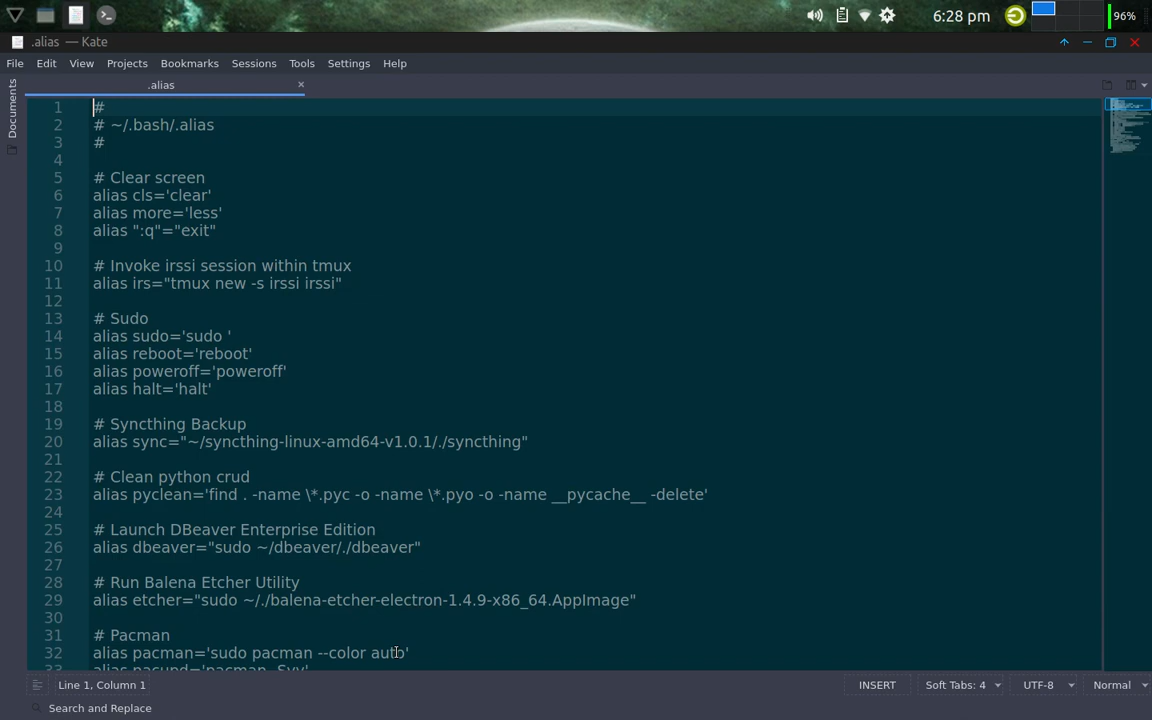 6:28 pm
96%
.alias — Kate
File Edit View Projects Bookmarks Sessions Tools Settings Help
Documents
.alias
1 #
2 # ~/.bash/.alias
3 #
4
5 # Clear screen
6 alias cls='clear'
7 alias more='less'
8 alias ":q"="exit"
9
10 # Invoke irssi session within tmux
11 alias irs="tmux new -s irssi irssi"
12
13 # Sudo
14 alias sudo='sudo '
15 alias reboot='reboot'
16 alias poweroff='poweroff'
17 alias halt='halt'
18
19 # Syncthing Backup
20 alias sync="~/syncthing-linux-amd64-v1.0.1/./syncthing"
21
22 # Clean python crud
23 alias pyclean='find . -name \*.pyc -o -name \*.pyo -o -name __pycache__ -delete'
24
25 # Launch DBeaver Enterprise Edition
26 alias dbeaver="sudo ~/dbeaver/./dbeaver"
27
28 # Run Balena Etcher Utility
29 alias etcher="sudo ~/./balena-etcher-electron-1.4.9-x86_64.AppImage"
30
31 # Pacman
32 alias pacman='sudo pacman --color auto'
33 alias pacupd='pacman -Syy'
Line 1, Column 1
INSERT
Soft Tabs: 4
UTF-8
Normal
Search and Replace